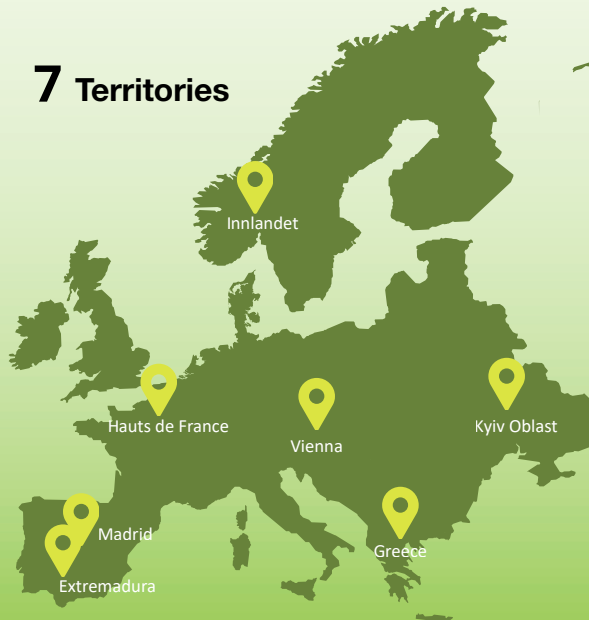 7 Territories
Innlandet
Hauts de France
Kyiv Oblast
Vienna
Madrid
Greece
Extremadura